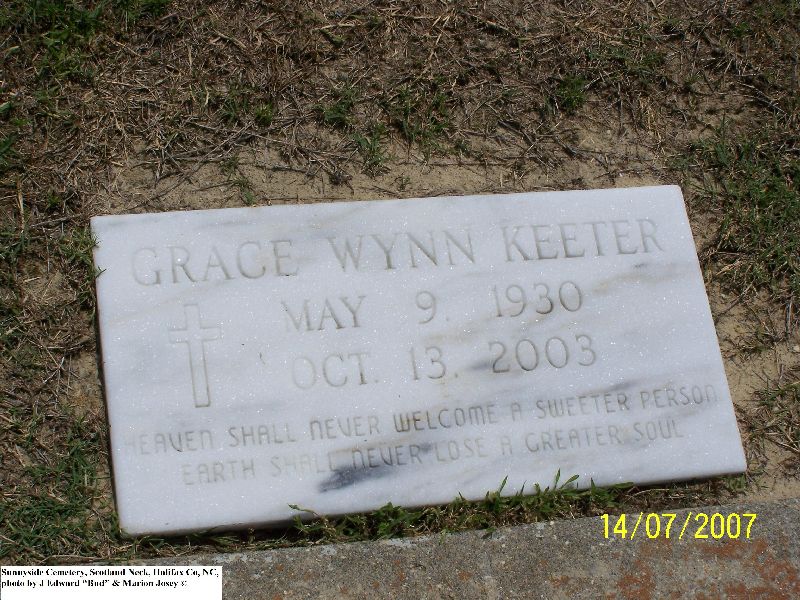 GRACE WYNN KEETER
MAY 9. 1930
OCT. 13. 2003
HEAVEN SHALL NEVER WELCOME A SWEETER PERSON
EARTH SHALL NEVER LOSE A GREATER SOUL
14/07/2007
Sunnyside Cemetery, Scotland Neck, Halifax Co, NC,
photo by J Edward "Bud" & Marion Josey ©